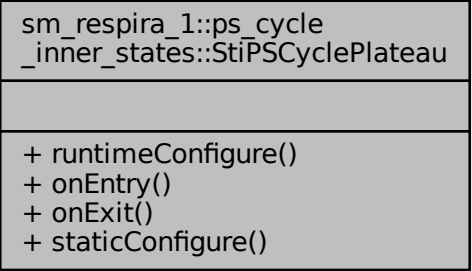 sm_respira_1::ps_cycle
_inner_states::StiPSCyclePlateau
+ runtimeConfigure()
+ onEntry()
+ onExit()
+ staticConfigure()